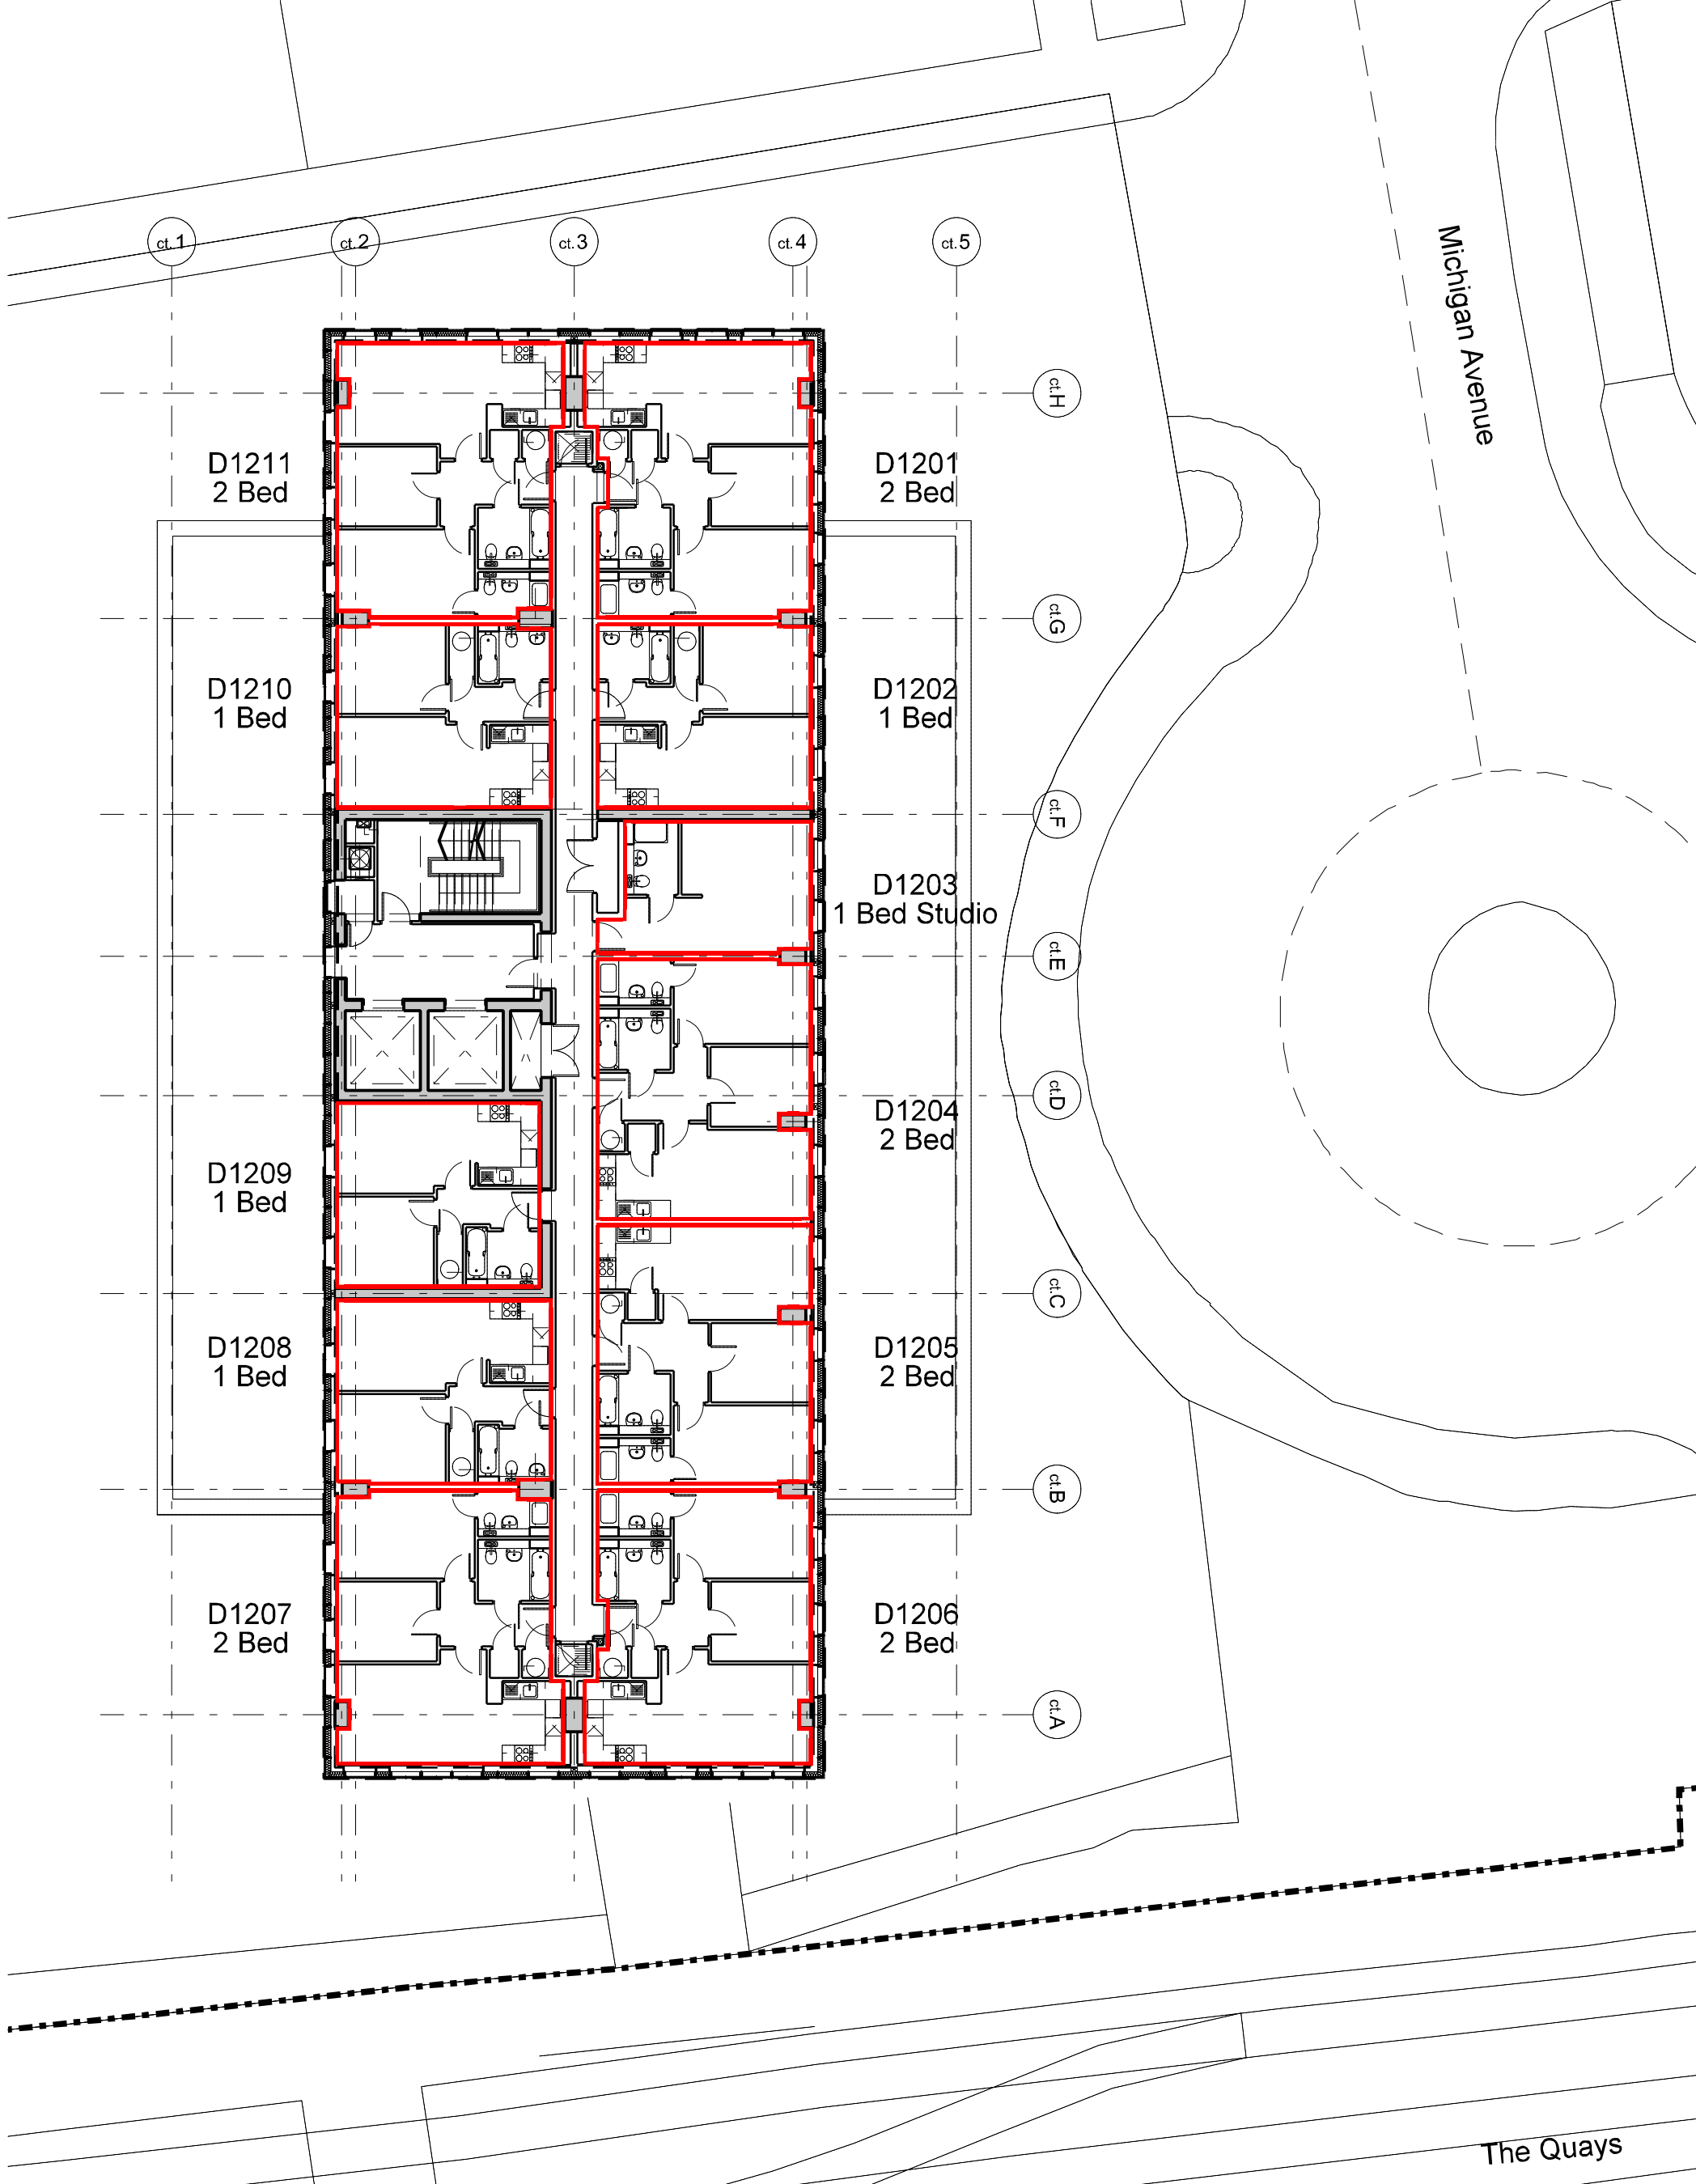 Michigan Avenue
ct.1
ct.2
ct.3
ct.4
ct.5
ct.H
D1211
2 Bed
D1201
2 Bed
ct.G
D1210
1 Bed
D1202
1 Bed
ct.F
D1203
1 Bed Studio
ct.E
ct.D
D1204
2 Bed
D1209
1 Bed
ct.C
D1208
1 Bed
D1205
2 Bed
ct.B
D1207
2 Bed
D1206
2 Bed
ct.A
The Quays